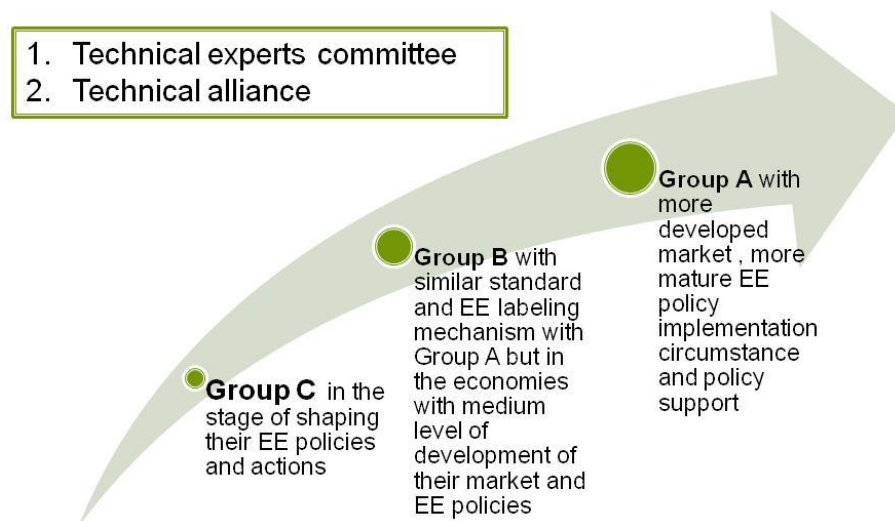 1. Technical experts committee
2. Technical alliance
Group A with
more
developed
market , more
mature EE
policy
implementation
circumstance
and policy
support
Group B with
similar standard
and EE labeling
mechanism with
Group A but in
the economies
with medium
level of
development of
their market and
EE policies
Group C in the
stage of shaping
their EE policies
and actions